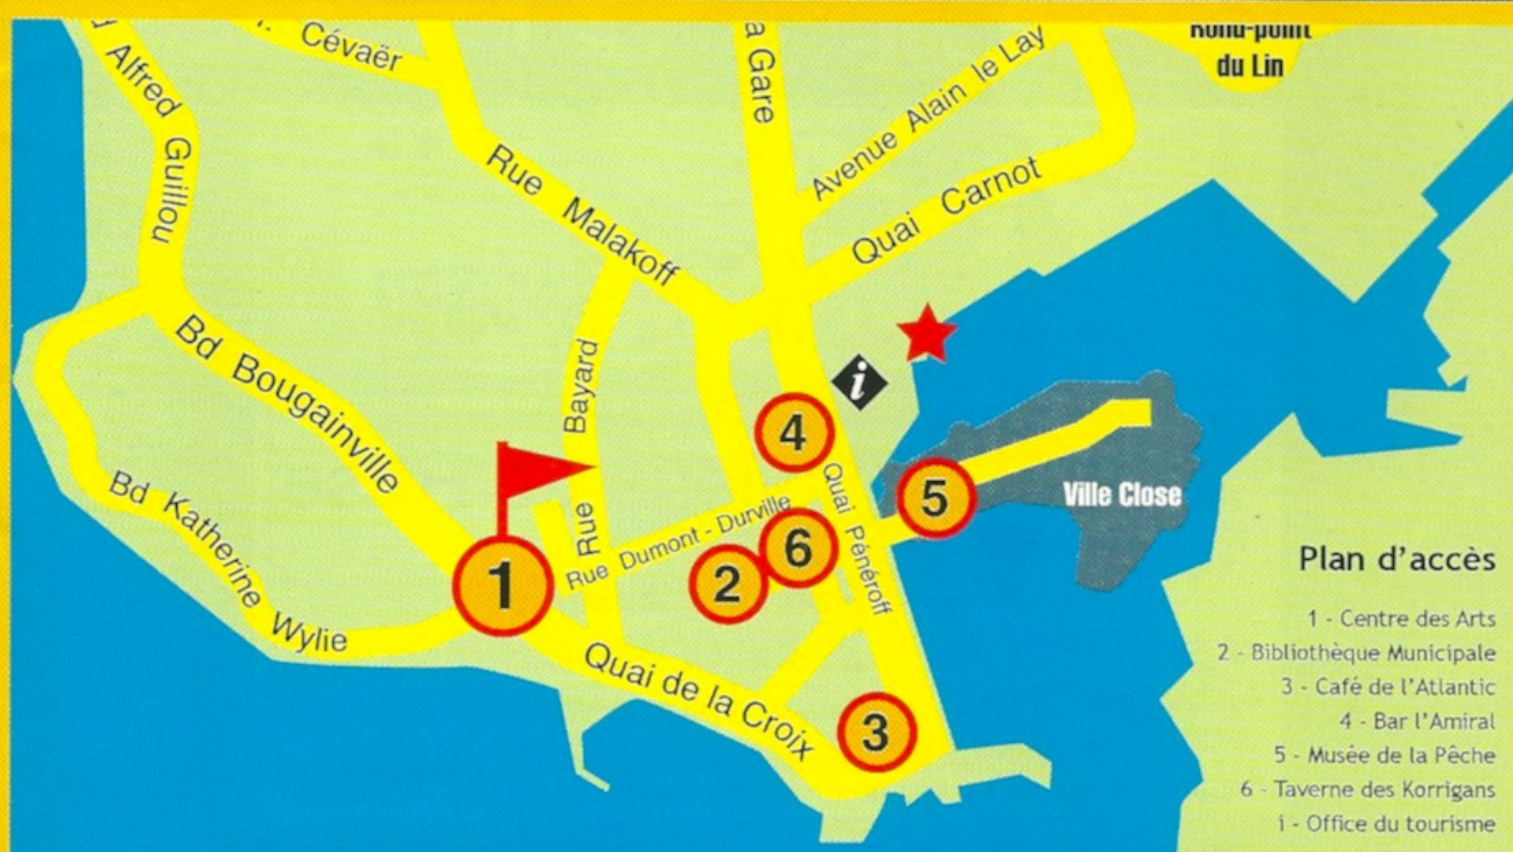 Alfred Guillou
Cévaër
a Gare
Avenue Alain le Lay
Rond-point
du Lin
Rue Malakoff
Quai Carnot
Bd Bougainville
Rue Bayard
i
4
Quai Pénéroff
5
Ville Close
Bd Katherine Wylie
1
Rue Dumont - Durville
6
2
Quai de la Croix
3
Plan d'accès
1 - Centre des Arts
2 - Bibliothèque Municipale
3 - Café de l'Atlantic
4 - Bar l'Amiral
5 - Musée de la Pêche
6 - Taverne des Korrigans
i - Office du tourisme